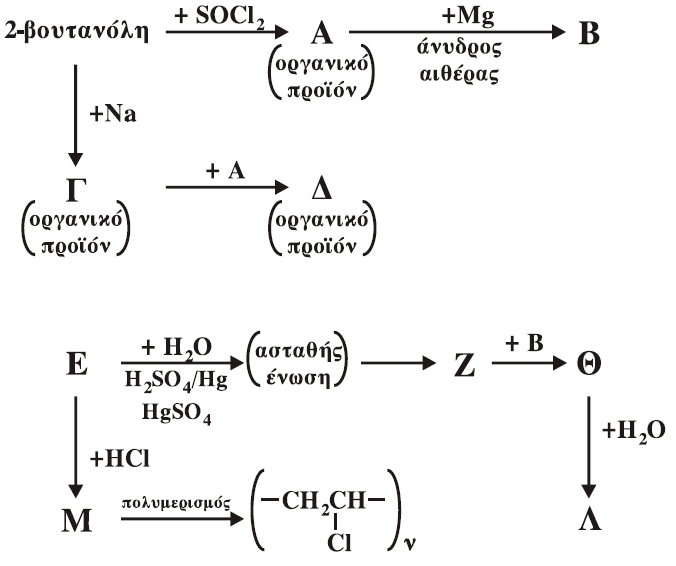 2-βουτανόλη + SOCl₂ Α +Mg Β
(οργανικό προϊόν) άνυδρος αιθέρας
+Na
Γ + Α Δ
(οργανικό προϊόν) (οργανικό προϊόν)
Ε + H₂O (ασταθής ένωση) Ζ + Β Θ
H₂SO₄/Hg
HgSO₄
+HCl +H₂O
Μ πολυμερισμός (–CH₂CH–)ν Λ
Cl